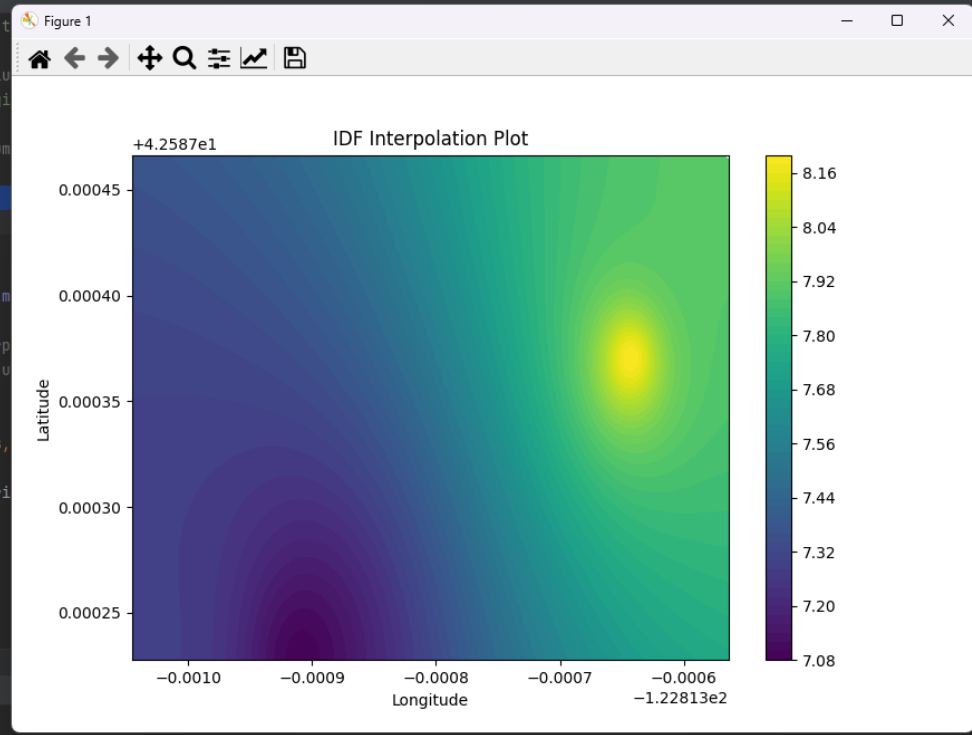 Figure 1
IDF Interpolation Plot
+4.2587e1
0.00045
0.00040
0.00035
0.00030
0.00025
Latitude
−0.0010 −0.0009 −0.0008 −0.0007 −0.0006
Longitude
−1.22813e2
8.16
8.04
7.92
7.80
7.68
7.56
7.44
7.32
7.20
7.08